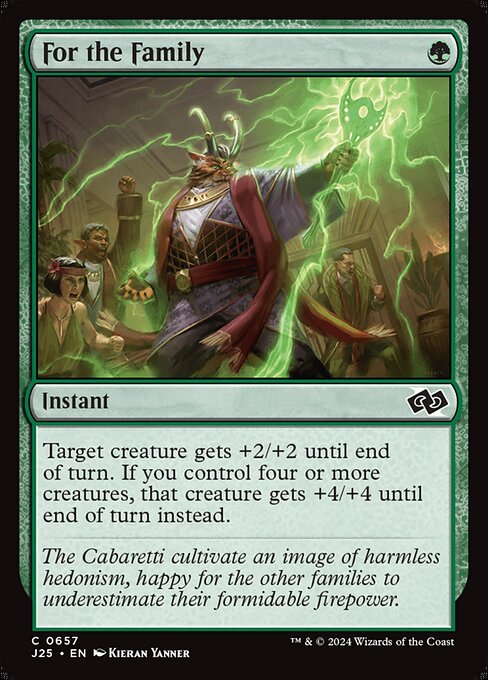 For the Family
Instant
Target creature gets +2/+2 until end
of turn. If you control four or more
creatures, that creature gets +4/+4 until
end of turn instead.
The Cabaretti cultivate an image of harmless
hedonism, happy for the other families to
underestimate their formidable firepower.
C 0657
J25 • EN Kieran Yanner
™ & © 2024 Wizards of the Coast